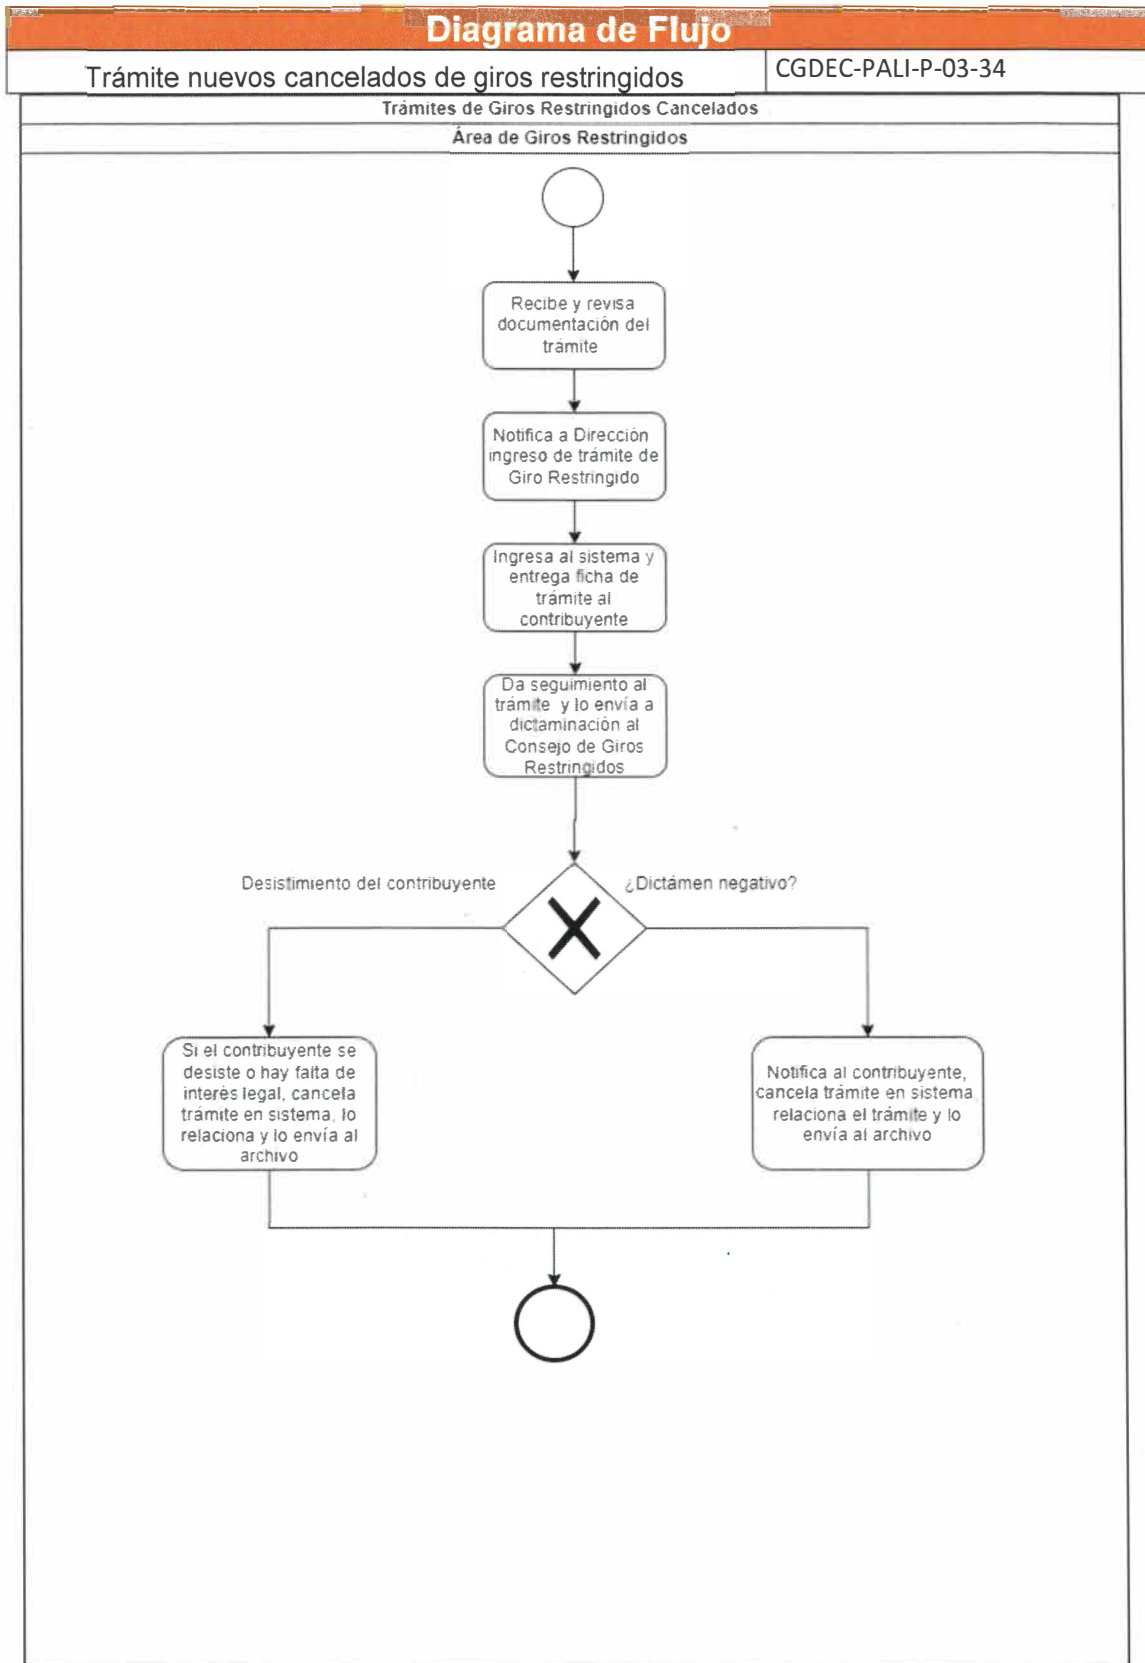 Diagrama de Flujo
Trámite nuevos cancelados de giros restringidos
CGDEC-PALI-P-03-34
Trámites de Giros Restringidos Cancelados
Área de Giros Restringidos
Recibe y revisa
documentación del
trámite
Notifica a Dirección
ingreso de trámite de
Giro Restringido
Ingresa al sistema y
entrega ficha de
trámite al
contribuyente
Da seguimiento al
trámite y lo envía a
dictaminación al
Consejo de Giros
Restringidos
Desistimiento del contribuyente
¿Dictámen negativo?
Si el contribuyente se
desiste o hay falta de
interés legal, cancela
trámite en sistema, lo
relaciona y lo envía al
archivo
Notifica al contribuyente,
cancela trámite en sistema
relaciona el trámite y lo
envía al archivo